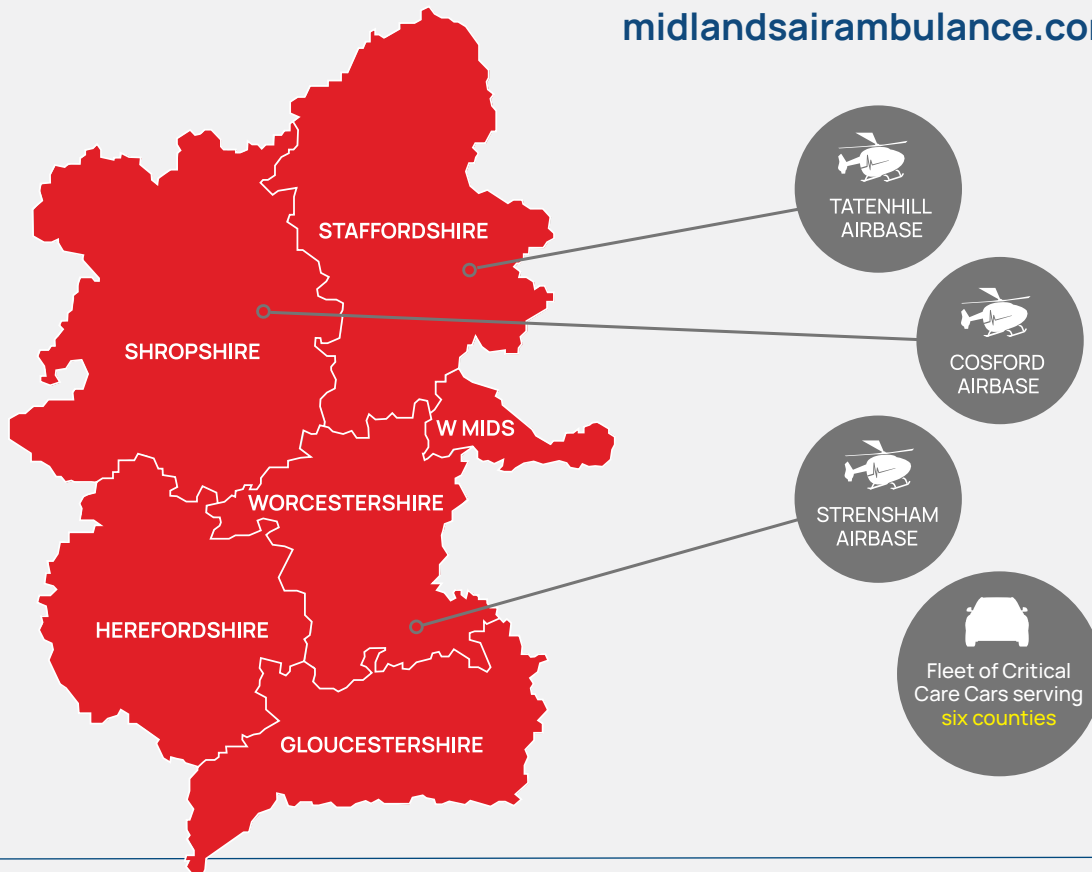 midlandsairambulance.co
STAFFORDSHIRE
SHROPSHIRE
W MIDS
WORCESTERSHIRE
HEREFORDSHIRE
GLOUCESTERSHIRE
TATENHILL
AIRBASE
COSFORD
AIRBASE
STRENSHAM
AIRBASE
Fleet of Critical
Care Cars serving
six counties